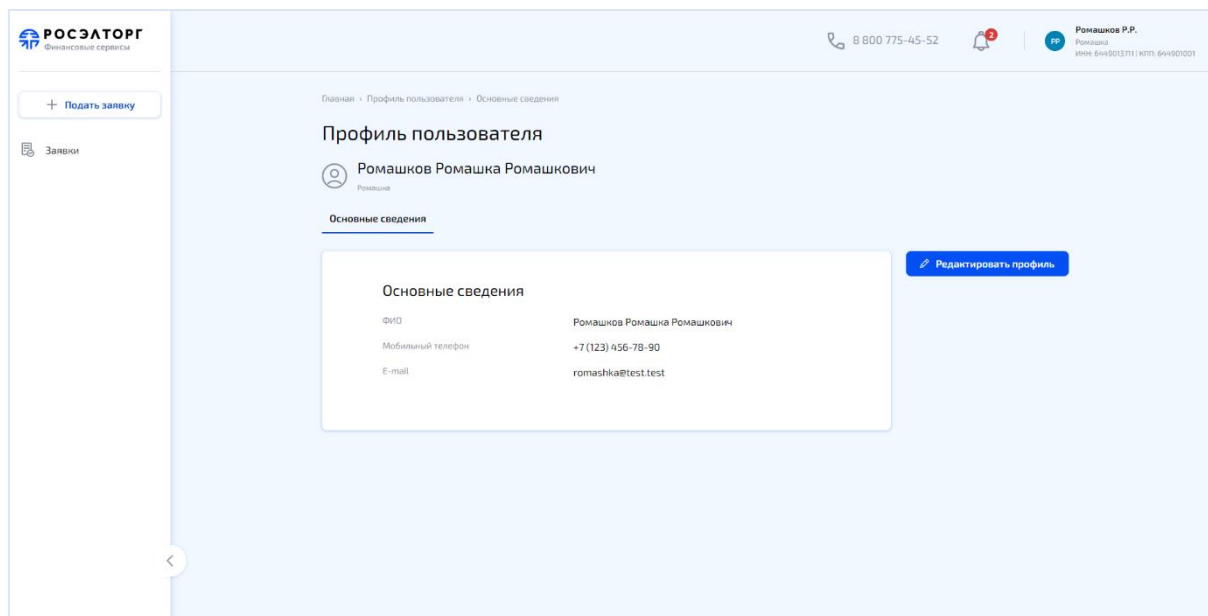 РОСЭЛТОРГ
Финансовые сервисы
8 800 775-45-52
2
РР
Ромашков Р.Р.
Ромашка
ИНН: 6449013711 | КПП: 644901001
+ Подать заявку
Заявки
Главная › Профиль пользователя › Основные сведения
Профиль пользователя
Ромашков Ромашка Ромашкович
Ромашка
Основные сведения
Редактировать профиль
Основные сведения
ФИО Ромашков Ромашка Ромашкович
Мобильный телефон +7 (123) 456-78-90
E-mail romashka@test.test